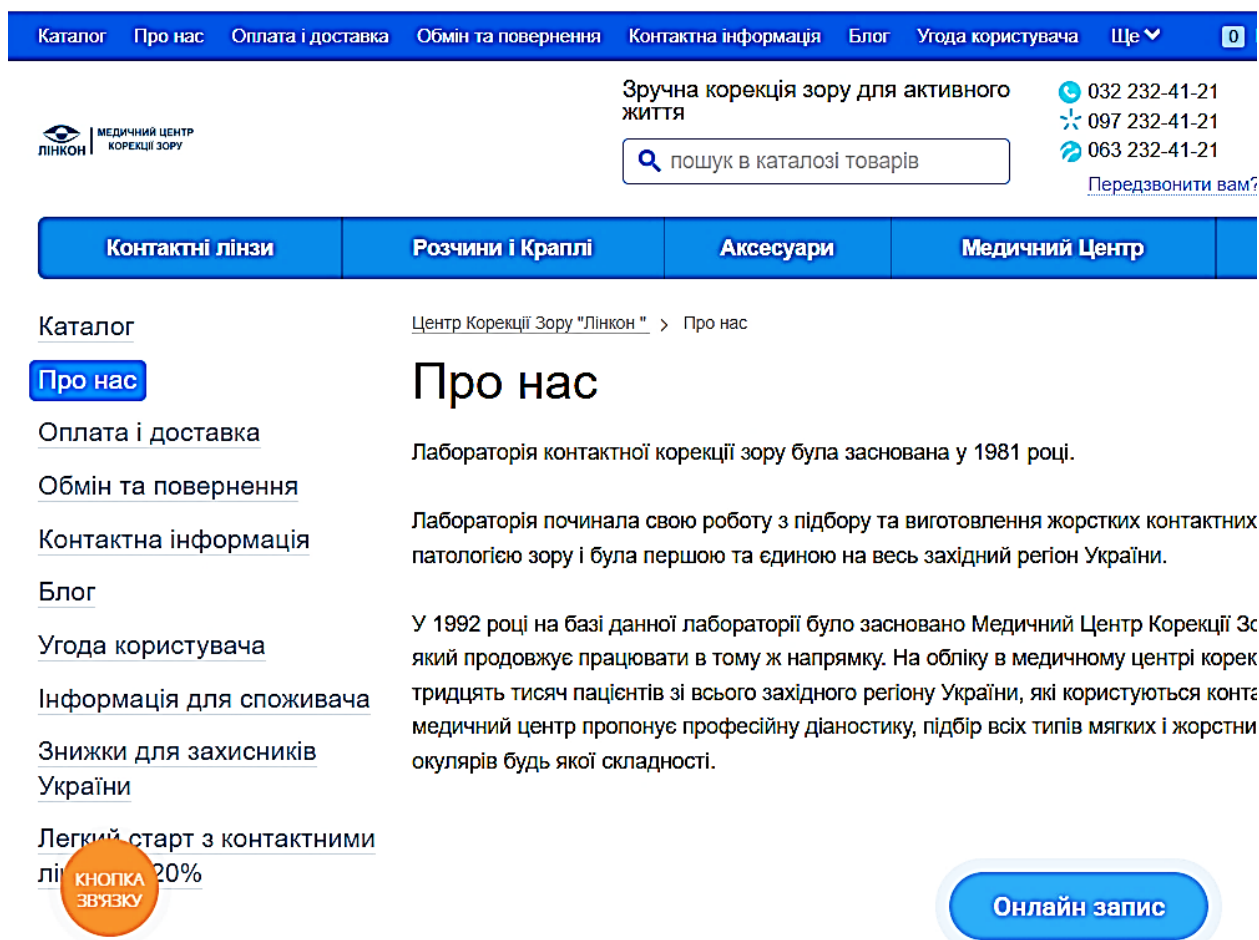 Каталог Про нас Оплата і доставка Обмін та повернення Контактна інформація Блог Угода користувача Ще 0
Зручна корекція зору для активного
життя
032 232-41-21
097 232-41-21
063 232-41-21
Передзвонити вам?
ЛІНКОН
МЕДИЧНИЙ ЦЕНТР
КОРЕКЦІЇ ЗОРУ
пошук в каталозі товарів
Контактні лінзи Розчини і Краплі Аксесуари Медичний Центр
Каталог
Про нас
Оплата і доставка
Обмін та повернення
Контактна інформація
Блог
Угода користувача
Інформація для споживача
Знижки для захисників
України
Легкий старт з контактними
20%
КНОПКА
ЗВ'ЯЗКУ
Центр Корекції Зору "Лінкон " > Про нас
Про нас
Лабораторія контактної корекції зору була заснована у 1981 році.
Лабораторія починала свою роботу з підбору та виготовлення жорстких контактних
патологією зору і була першою та єдиною на весь західний регіон України.
У 1992 році на базі данної лабораторії було засновано Медичний Центр Корекції
який продовжує працювати в тому ж напрямку. На обліку в медичному центрі
тридцять тисяч пацієнтів зі всього західного регіону України, які користуються
медичний центр пропонує професійну діаностику, підбір всіх типів мягких і
окулярів будь якої складності.
Онлайн запис